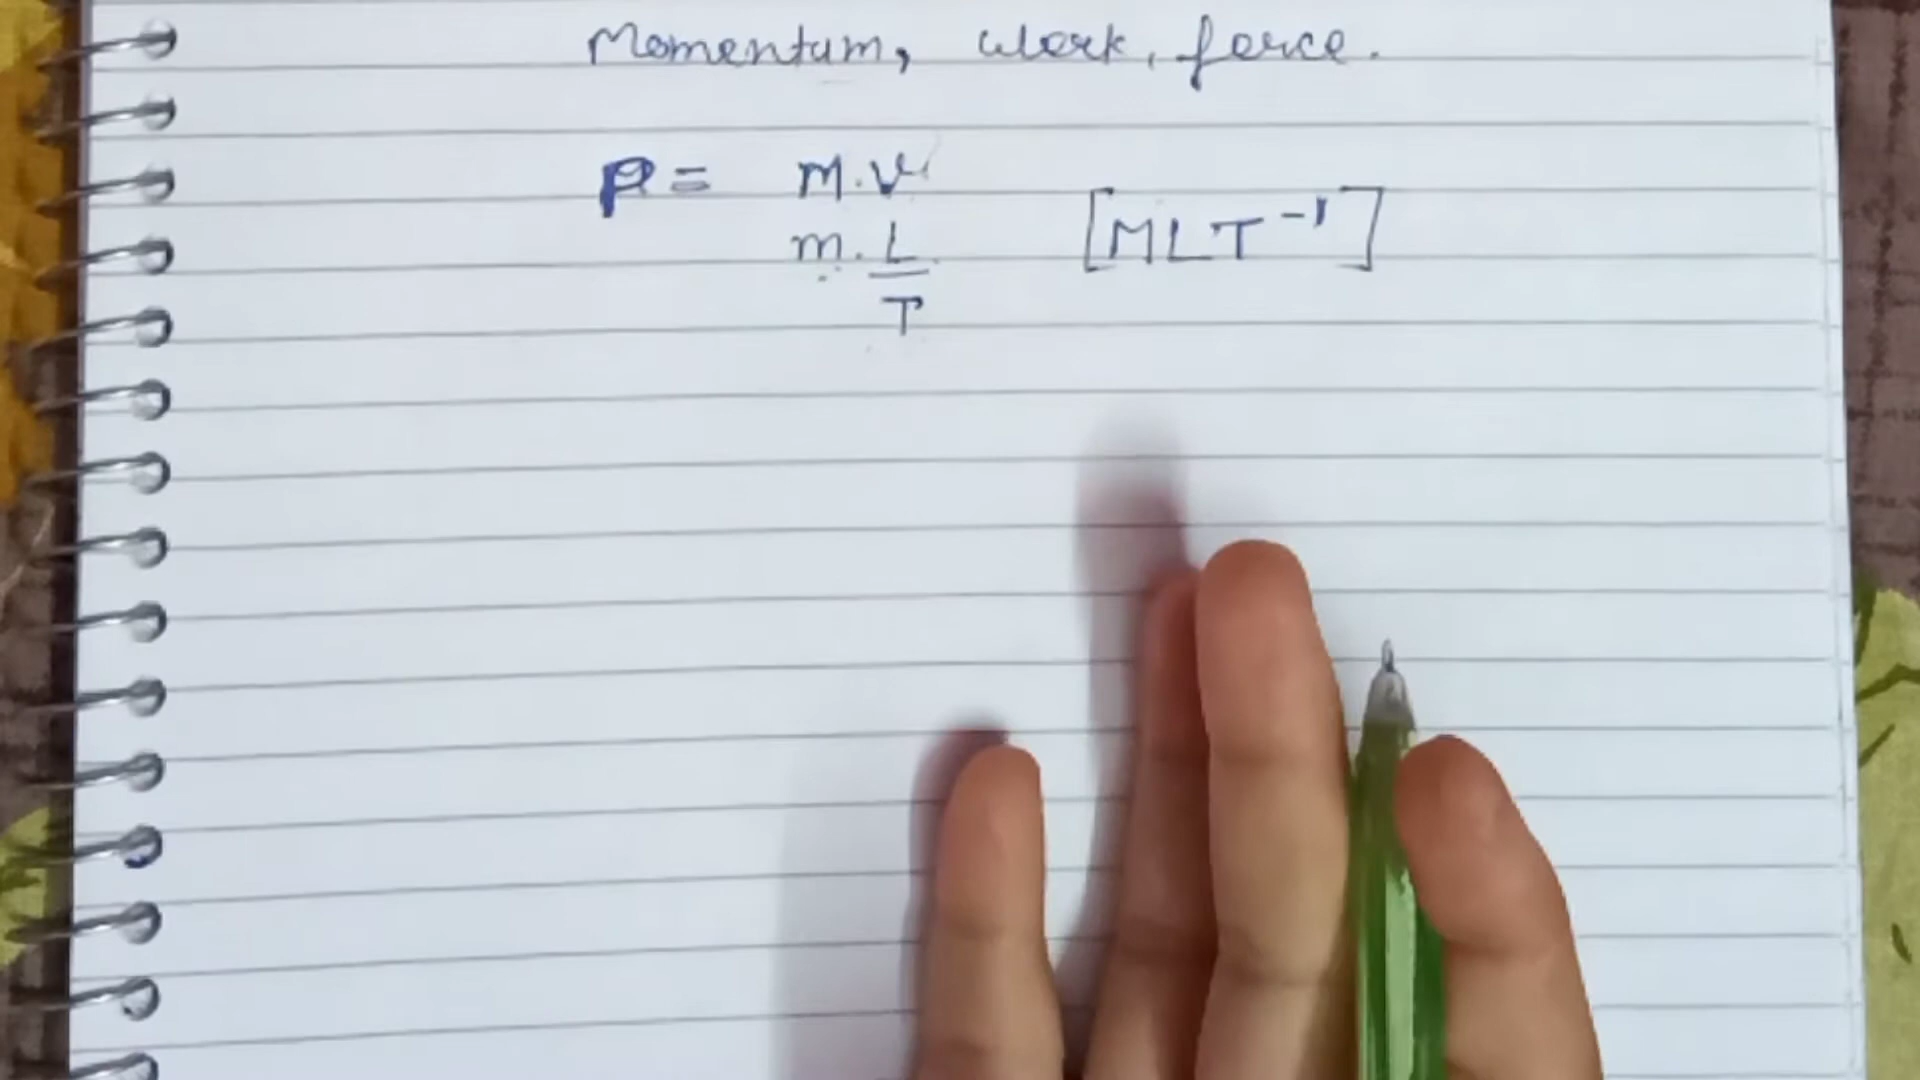 Momentum, work, force.
P = m.v
m. L/T [MLT⁻¹]